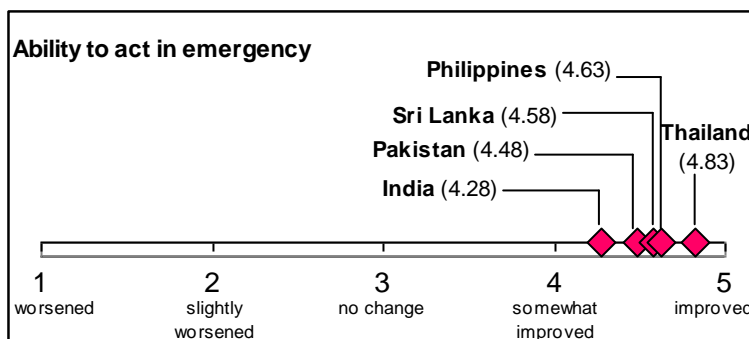 Ability to act in emergency
Philippines (4.63)
Sri Lanka (4.58)
Thailand
(4.83)
Pakistan (4.48)
India (4.28)
1 2 3 4 5
worsened slightly worsened no change somewhat improved improved